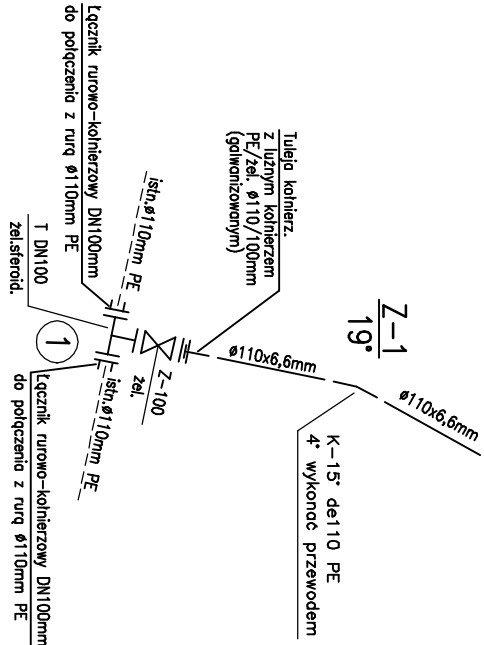 Łącznik rurowo-kołnierzowy DN100mm
do połączenia z rurą ø110mm PE
Tuleja kołnierz.
z luźnym kołnierzem
PE/żel. ø110/100mm
(galwanizowanym)
Z-1
19°
istn.ø110mm PE
T DN100
żel.sferoid.
1
Z-100
żel.
ø110x6,6mm
ø110x6,6mm
K-15° de110 PE
4° wykonać przewodem
istn.ø110mm PE
Łącznik rurowo-kołnierzowy DN100mm
do połączenia z rurą ø110mm PE